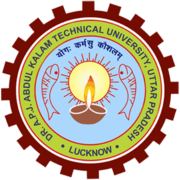 DR. A.P.J. ABDUL KALAM TECHNICAL UNIVERSITY, UTTAR PRADESH
योगः कर्मसु कौशलम्
• LUCKNOW •